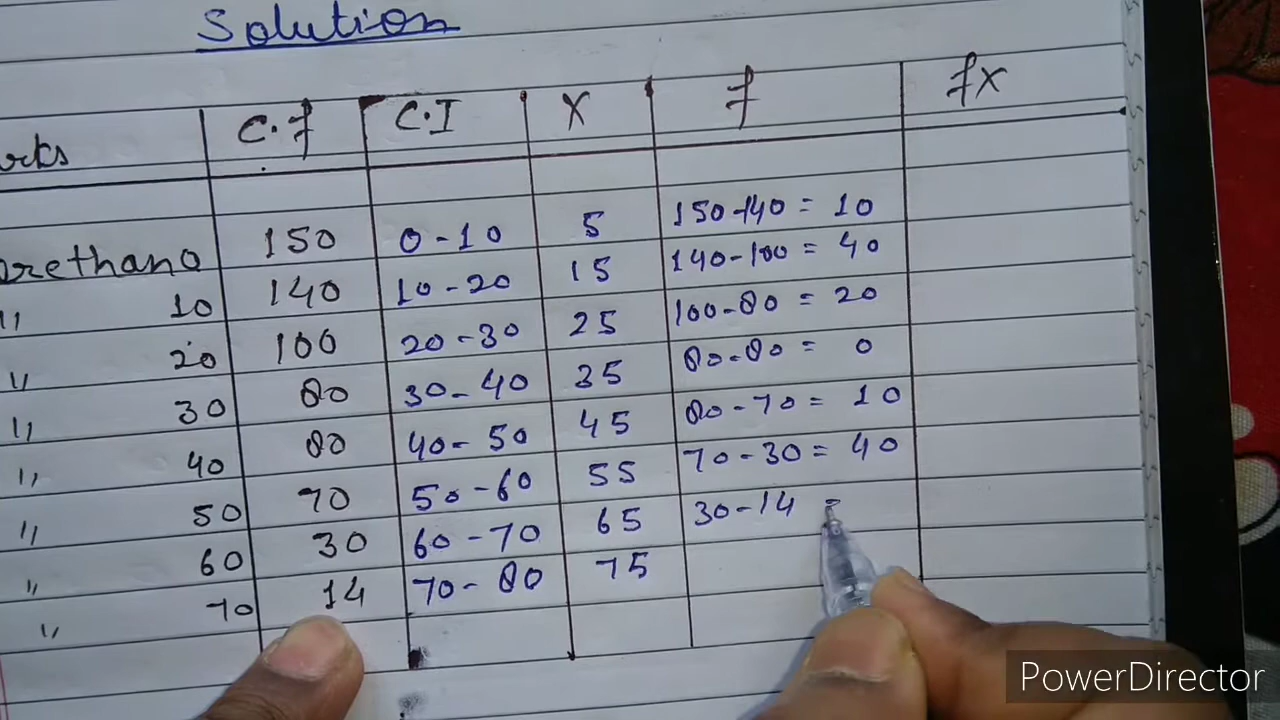 Solution
rks C.f C.I X f fx
orethano 150 0-10 5 150-140 = 10
" 10 140 10-20 15 140-100 = 40
" 20 100 20-30 25 100-80 = 20
" 30 80 30-40 35 80-80 = 0
" 40 80 40-50 45 80-70 = 10
" 50 70 50-60 55 70-30 = 40
" 60 30 60-70 65 30-14 =
" 70 14 70-80 75
PowerDirector